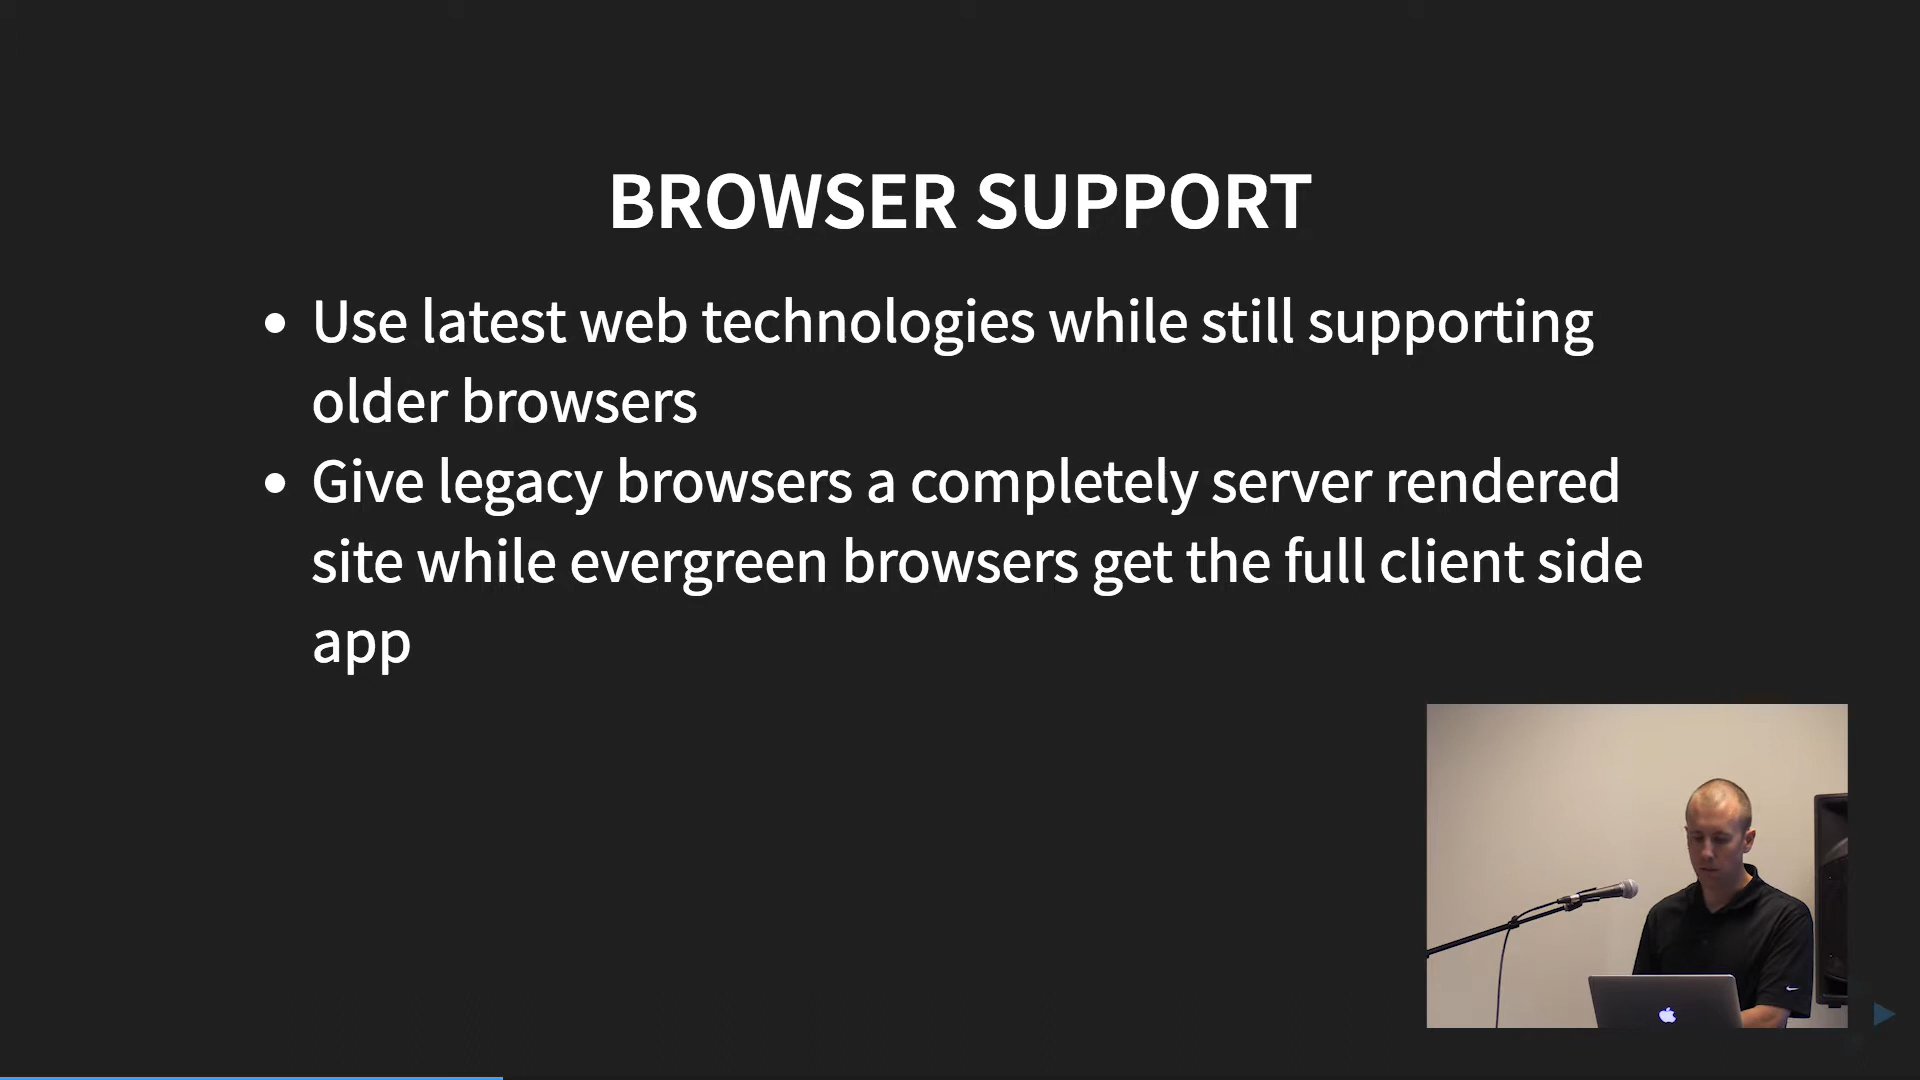 BROWSER SUPPORT
• Use latest web technologies while still supporting
older browsers
• Give legacy browsers a completely server rendered
site while evergreen browsers get the full client side
app